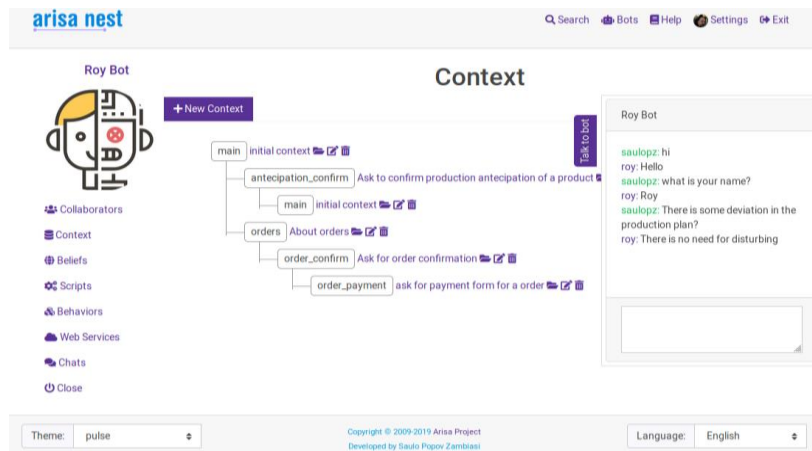 arisa nest
Search Bots Help Settings Exit
Roy Bot
Context
+ New Context
main initial context
antecipation_confirm Ask to confirm production antecipation of a product
main initial context
orders About orders
order_confirm Ask for order confirmation
order_payment ask for payment form for a order
Collaborators
Context
Beliefs
Scripts
Behaviors
Web Services
Chats
Close
Talk to bot
Roy Bot
saulopz: hi
roy: Hello
saulopz: what is your name?
roy: Roy
saulopz: There is some deviation in the
production plan?
roy: There is no need for disturbing
Theme: pulse
Copyright © 2009-2019 Arisa Project
Developed by Saulo Popov Zambiasi
Language: English